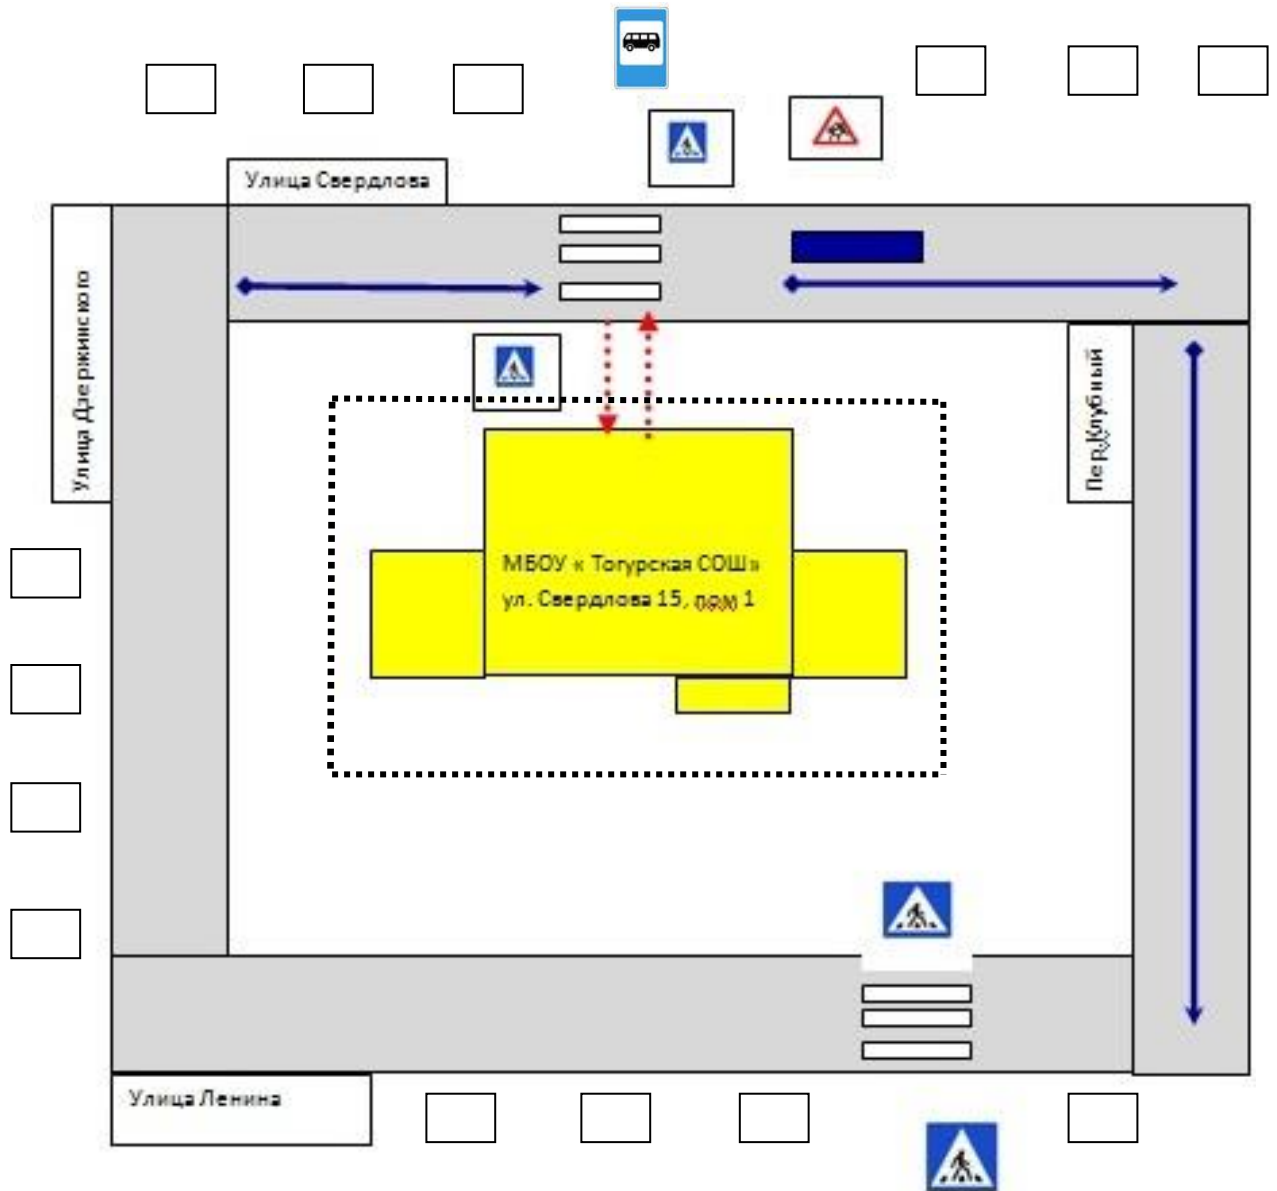 Улица Свердлова
Улица Дзержинского
Пер.Клубный
МБОУ « Тогурская СОШ»
ул. Свердлова 15, пом 1
Улица Ленина